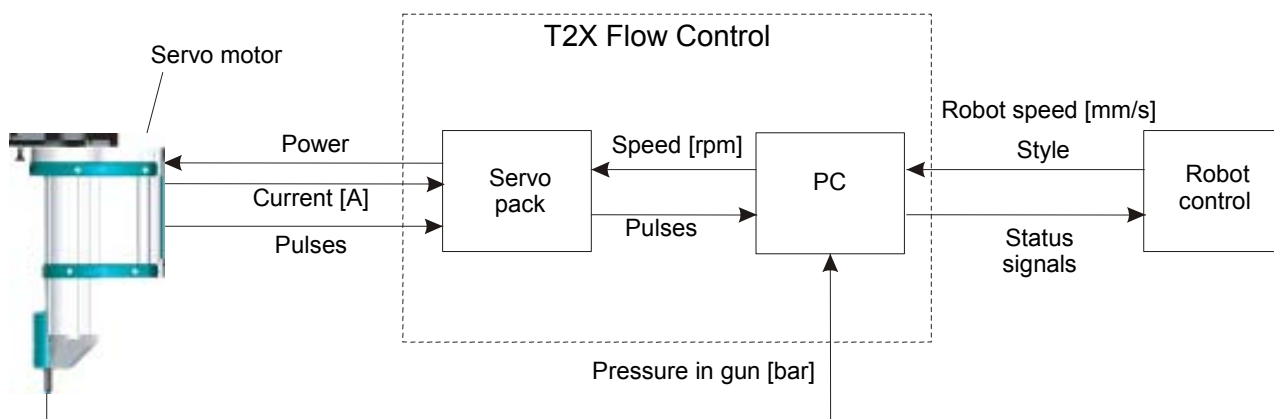 T2X Flow Control
Servo motor
Power
Current [A]
Pulses
Servo
pack
Speed [rpm]
Pulses
PC
Robot speed [mm/s]
Style
Status
signals
Robot
control
Pressure in gun [bar]